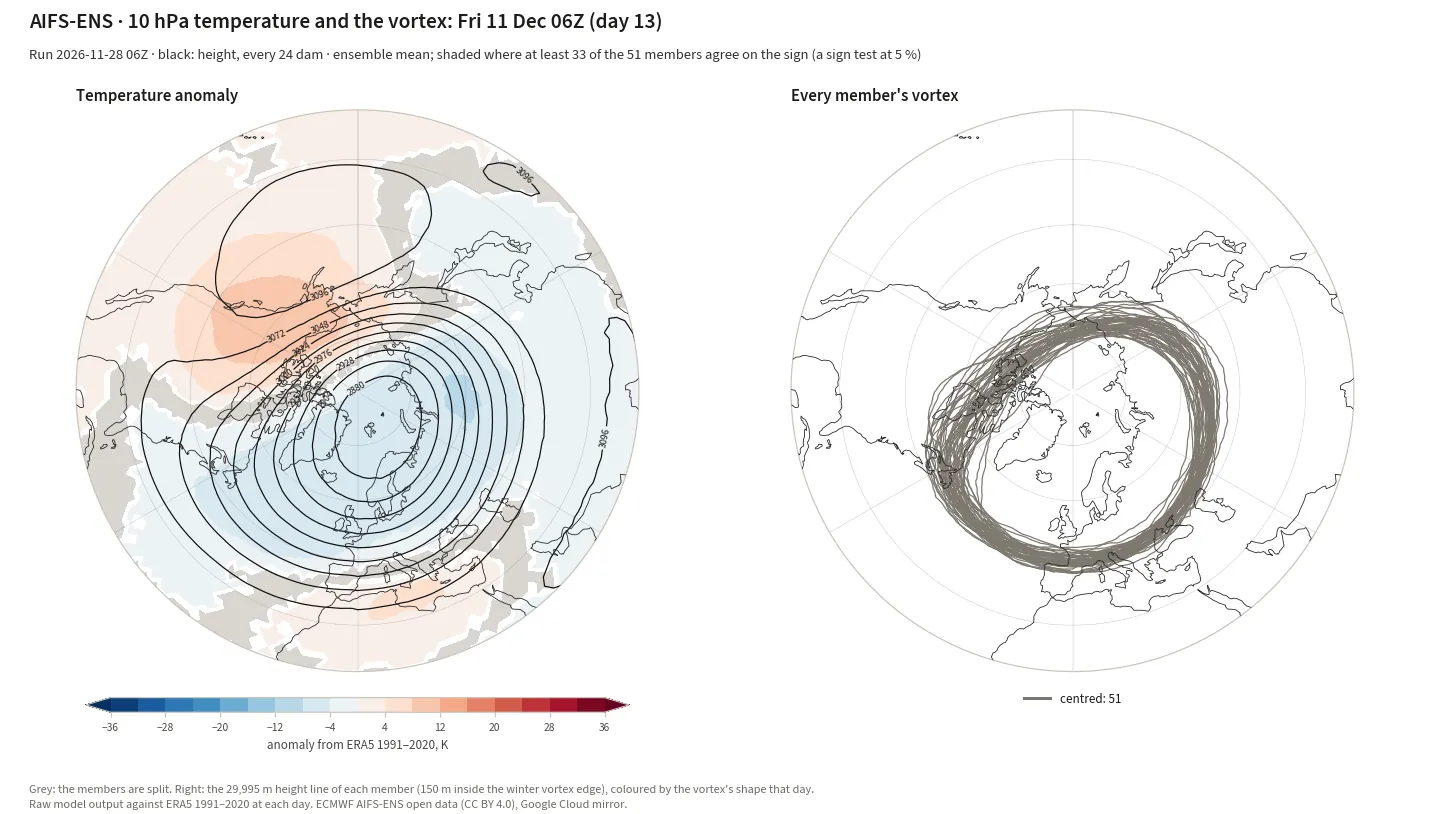 AIFS-ENS · 10 hPa temperature and the vortex: Fri 11 Dec 06Z (day 13)
Run 2026-11-28 06Z · black: height, every 24 dam · ensemble mean; shaded where at least 33 of the 51 members agree on the sign (a sign test at 5 %)
Temperature anomaly
Every member's vortex
3096
3096
3048
3072
2976
2928
2880
3096
centred: 51
−36 −28 −20 −12 −4 4 12 20 28 36
anomaly from ERA5 1991–2020, K
Grey: the members are split. Right: the 29,995 m height line of each member (150 m inside the winter vortex edge), coloured by the vortex's shape that day.
Raw model output against ERA5 1991–2020 at each day. ECMWF AIFS-ENS open data (CC BY 4.0), Google Cloud mirror.